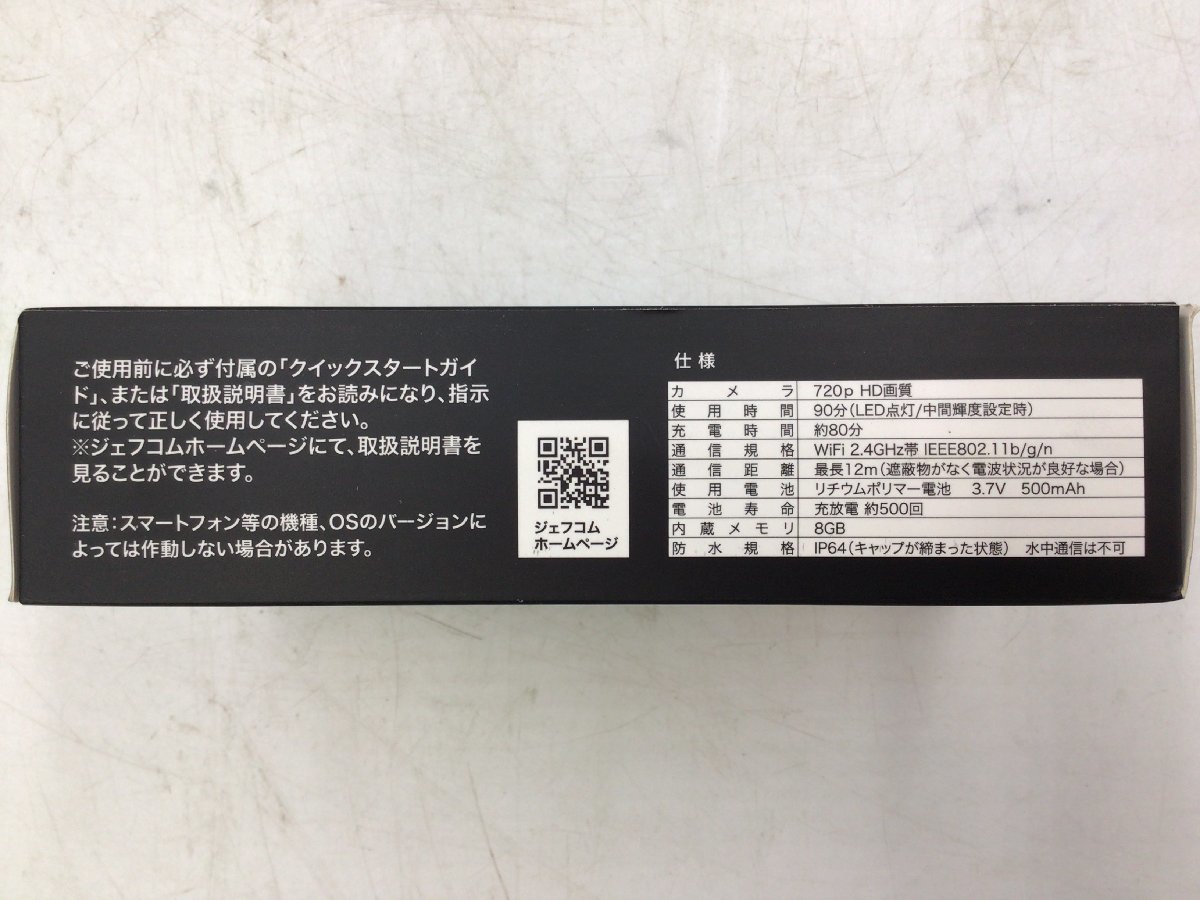 ご使用前に必ず付属の「クイックスタートガイ
ド」、または「取扱説明書」をお読みになり、指示
に従って正しく使用してください。
※ジェフコムホームページにて、取扱説明書を
見ることができます。
注意：スマートフォン等の機種、OSのバージョンに
よっては作動しない場合があります。
ジェフコム
ホームページ
仕様
カメラ 720p HD画質
使用時間 90分（LED点灯/中間輝度設定時）
充電時間 約80分
通信規格 WiFi 2.4GHz帯 IEEE802.11b/g/n
通信距離 最長12m（遮蔽物がなく電波状況が良好な場合）
使用電池 リチウムポリマー電池 3.7V 500mAh
電池寿命 充放電 約500回
内蔵メモリ 8GB
防水規格 IP64（キャップが締まった状態） 水中通信は不可